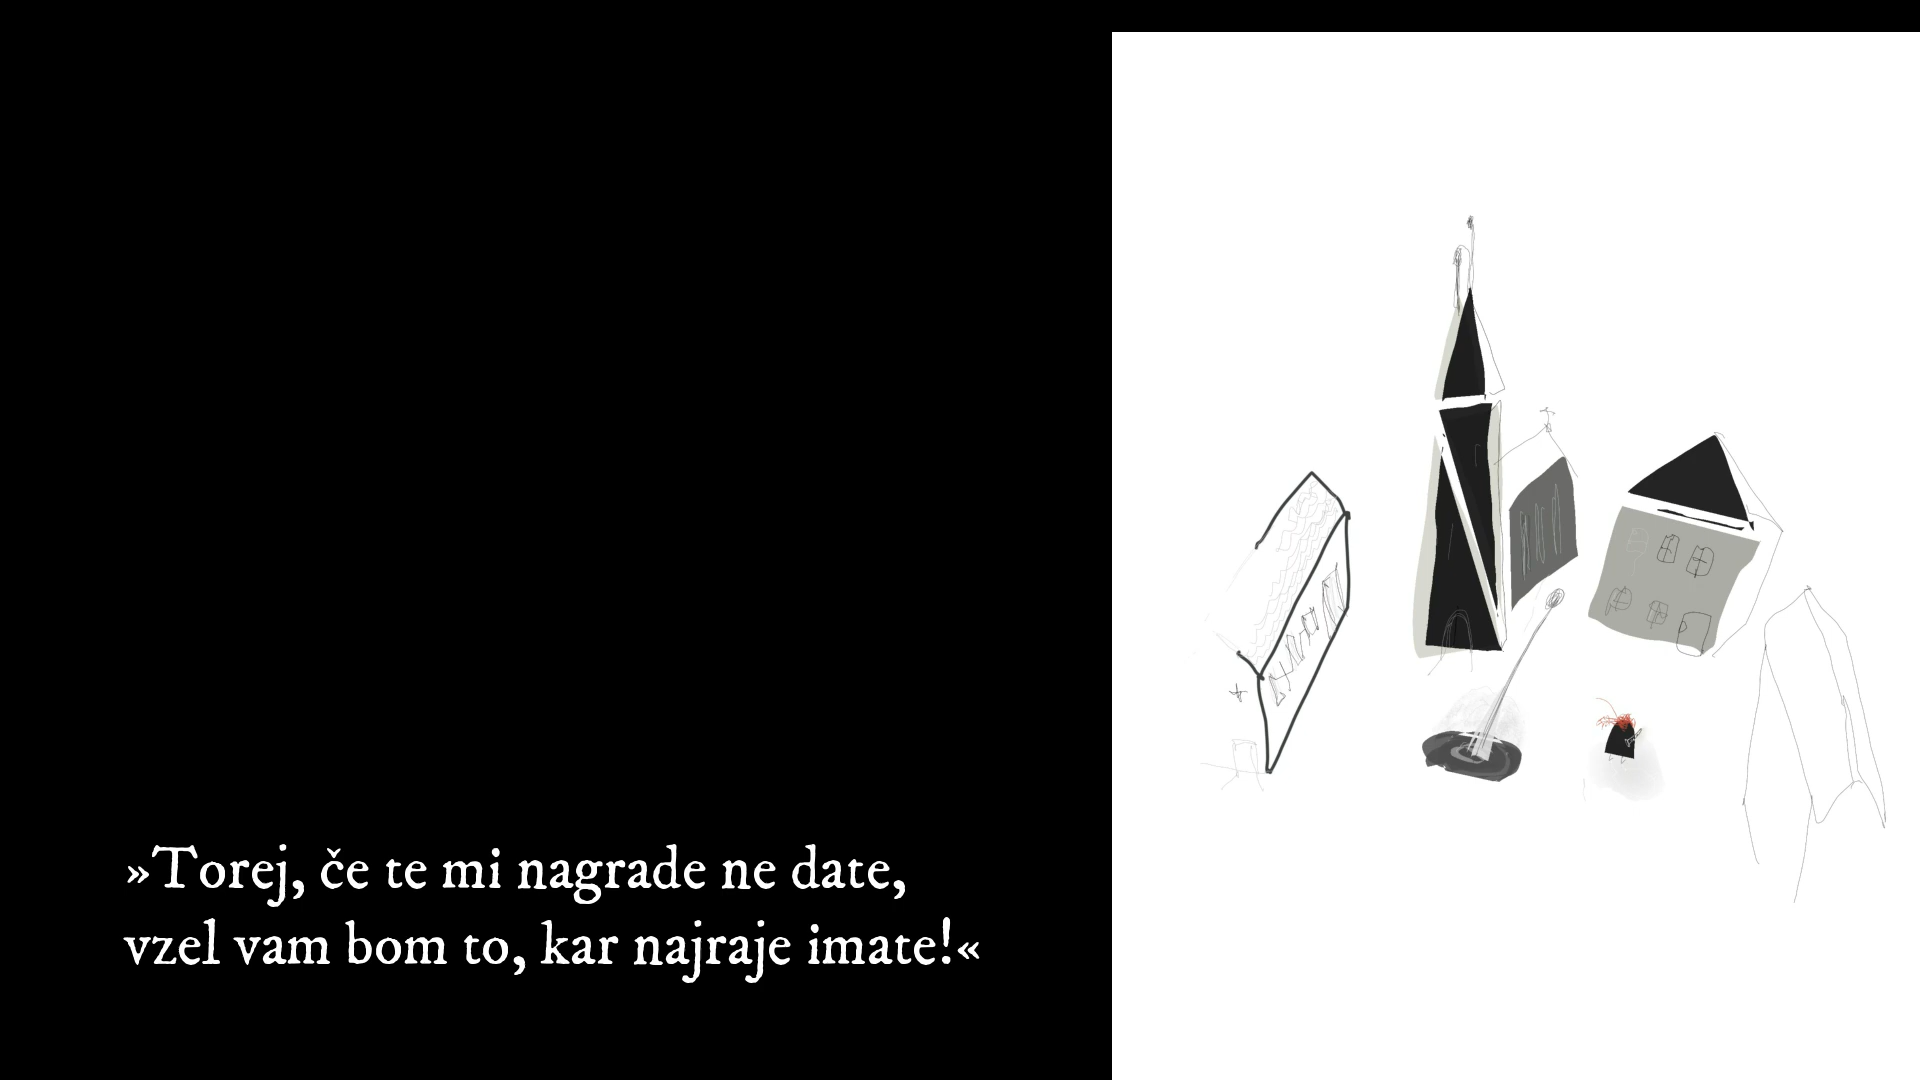 »Torej, če te mi nagrade ne date,
vzel vam bom to, kar najraje imate!«